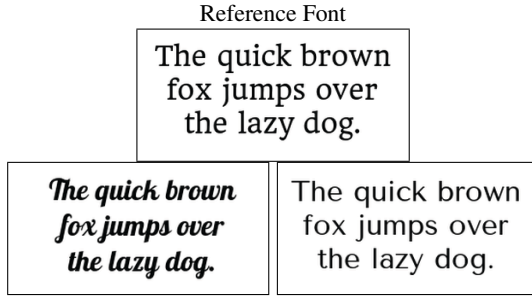 Reference Font
The quick brown
fox jumps over
the lazy dog.
The quick brown
fox jumps over
the lazy dog.
The quick brown
fox jumps over
the lazy dog.